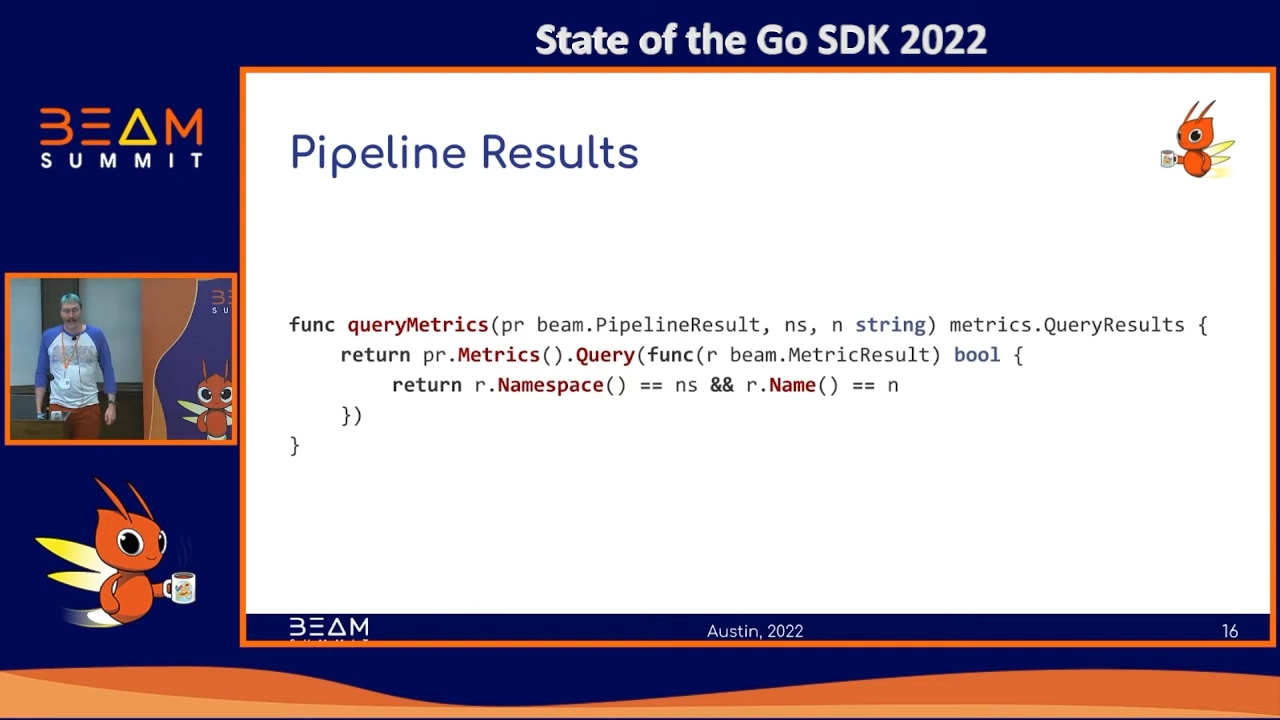 State of the Go SDK 2022
BEAM
SUMMIT
Pipeline Results
func queryMetrics(pr beam.PipelineResult, ns, n string) metrics.QueryResults {
    return pr.Metrics().Query(func(r beam.MetricResult) bool {
        return r.Namespace() == ns && r.Name() == n
    })
}
BEAM
Austin, 2022
16